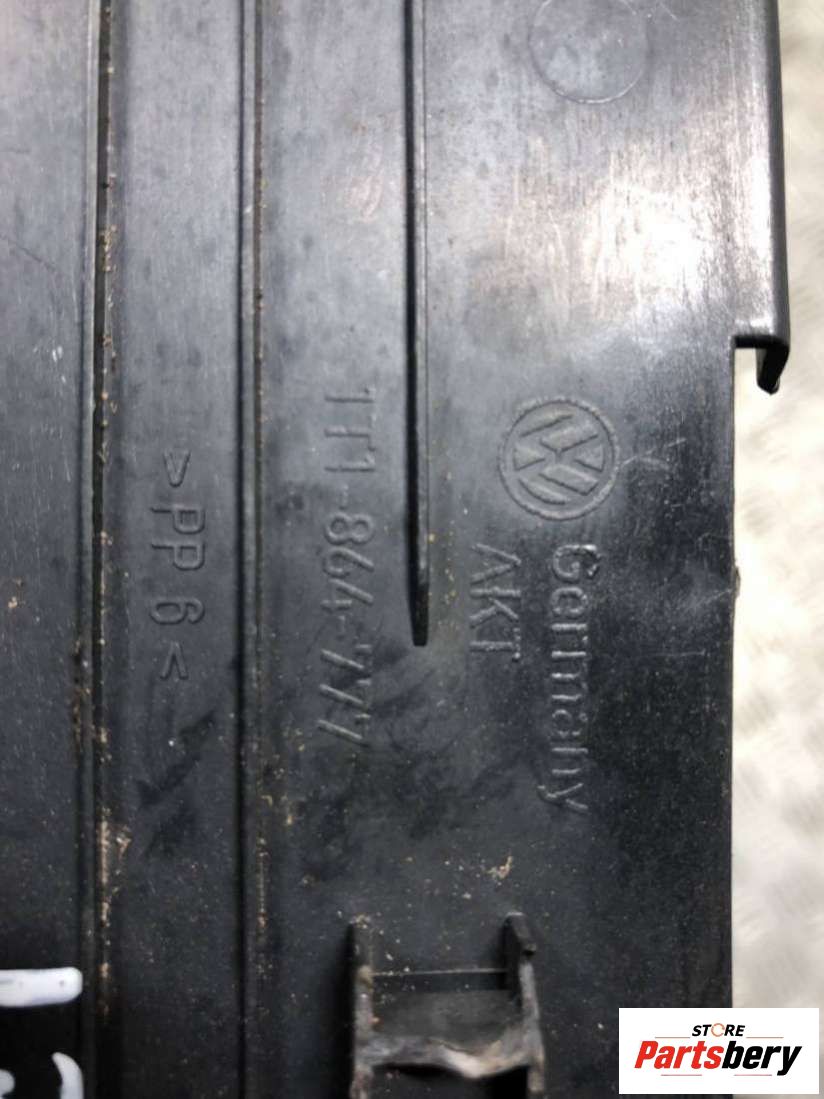 Germany
AKT
1T1-864-777
>PP 6<
STORE
Partsbery